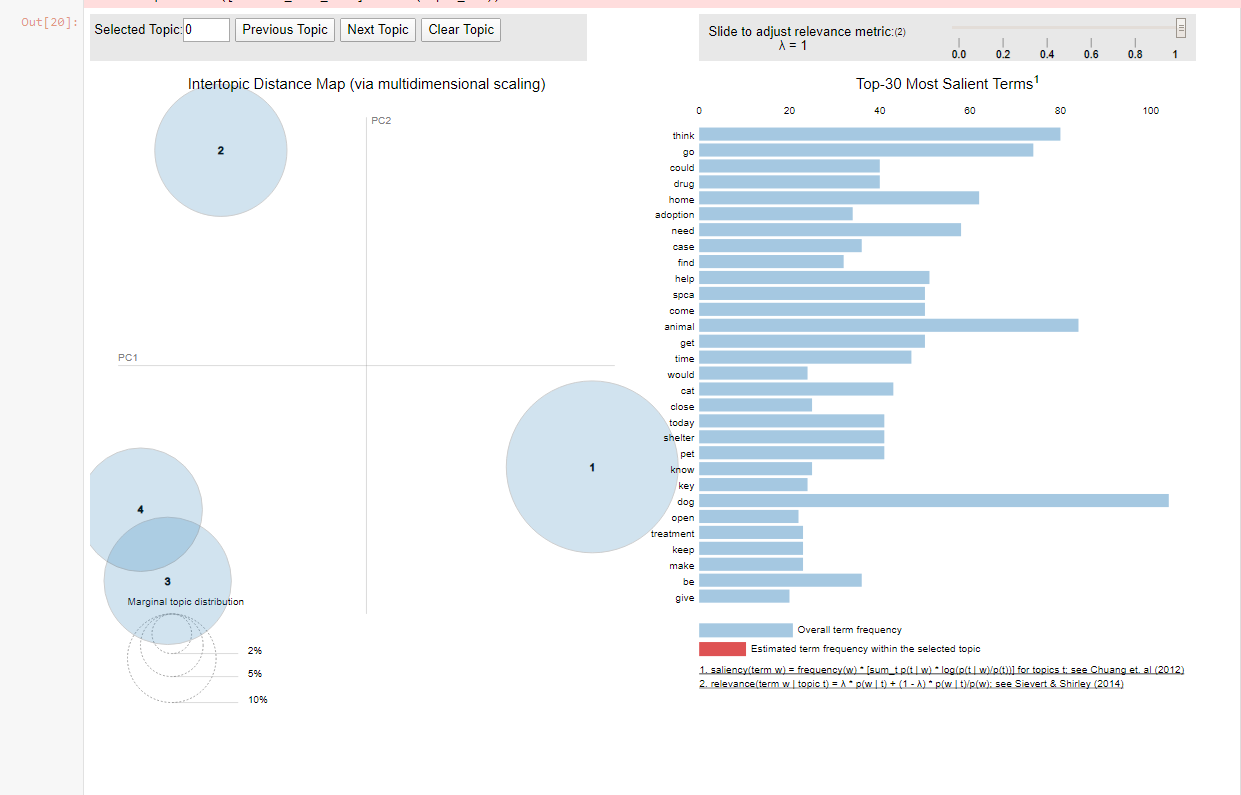 Out[20]:
Selected Topic: 0 Previous Topic Next Topic Clear Topic
Slide to adjust relevance metric:(2)
λ = 1
0.0 0.2 0.4 0.6 0.8 1
Intertopic Distance Map (via multidimensional scaling)
PC2
PC1
2
1
4
3
Marginal topic distribution
2%
5%
10%
Top-30 Most Salient Terms1
0 20 40 60 80 100
think
go
could
drug
home
adoption
need
case
find
help
spca
come
animal
get
time
would
cat
close
today
shelter
pet
know
key
dog
open
treatment
keep
make
be
give
Overall term frequency
Estimated term frequency within the selected topic
1. saliency(term w) = frequency(w) * [sum_t p(t | w) * log(p(t | w)/p(t))] for topics t; see Chuang et. al (2012)
2. relevance(term w | topic t) = λ * p(w | t) + (1 - λ) * p(w | t)/p(w); see Sievert & Shirley (2014)